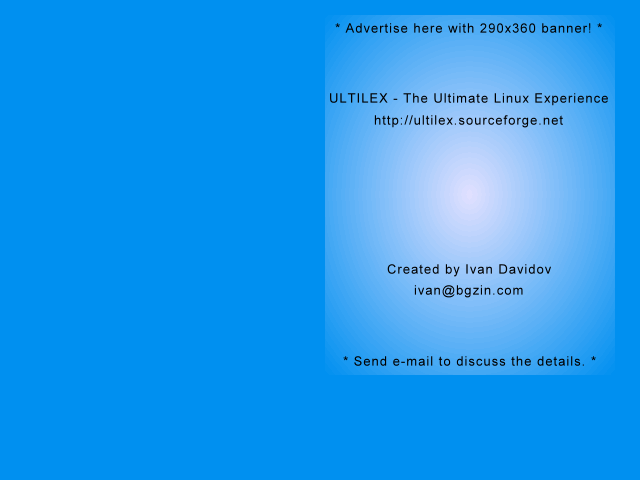 * Advertise here with 290x360 banner! *
ULTILEX - The Ultimate Linux Experience
http://ultilex.sourceforge.net
Created by Ivan Davidov
ivan@bgzin.com
* Send e-mail to discuss the details. *